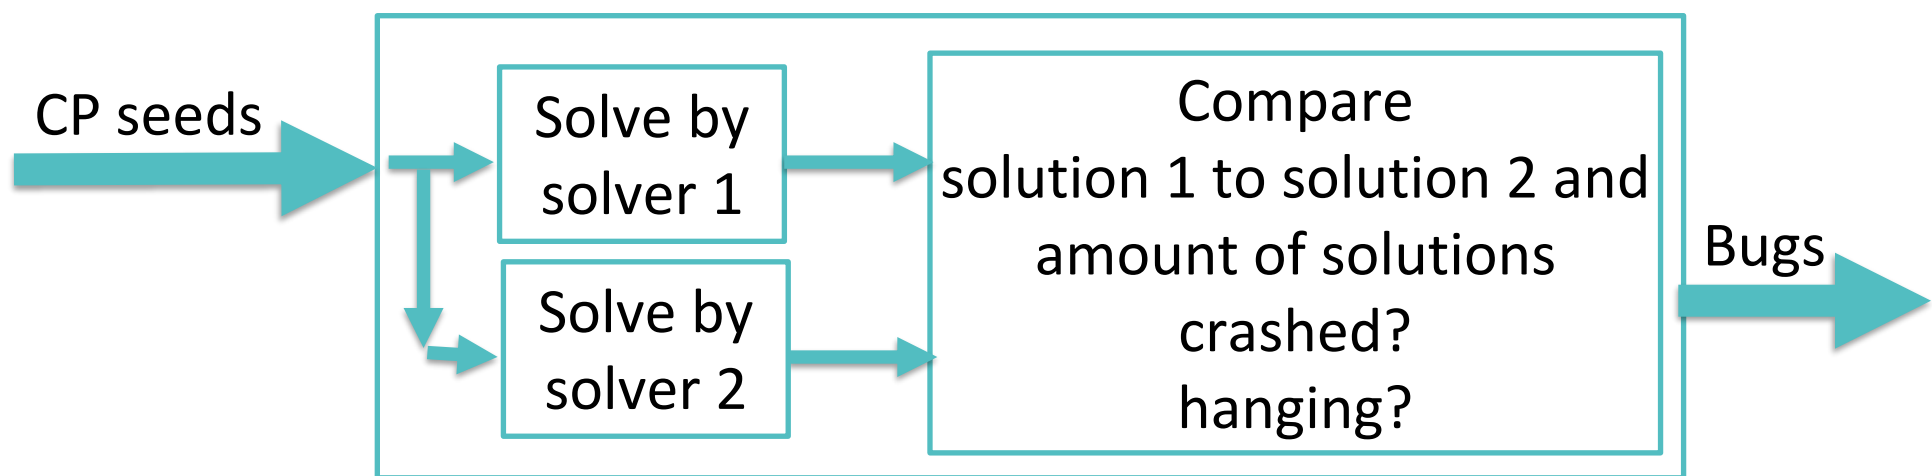 CP seeds
Solve by
solver 1
Solve by
solver 2
Compare
solution 1 to solution 2 and
amount of solutions
crashed?
hanging?
Bugs